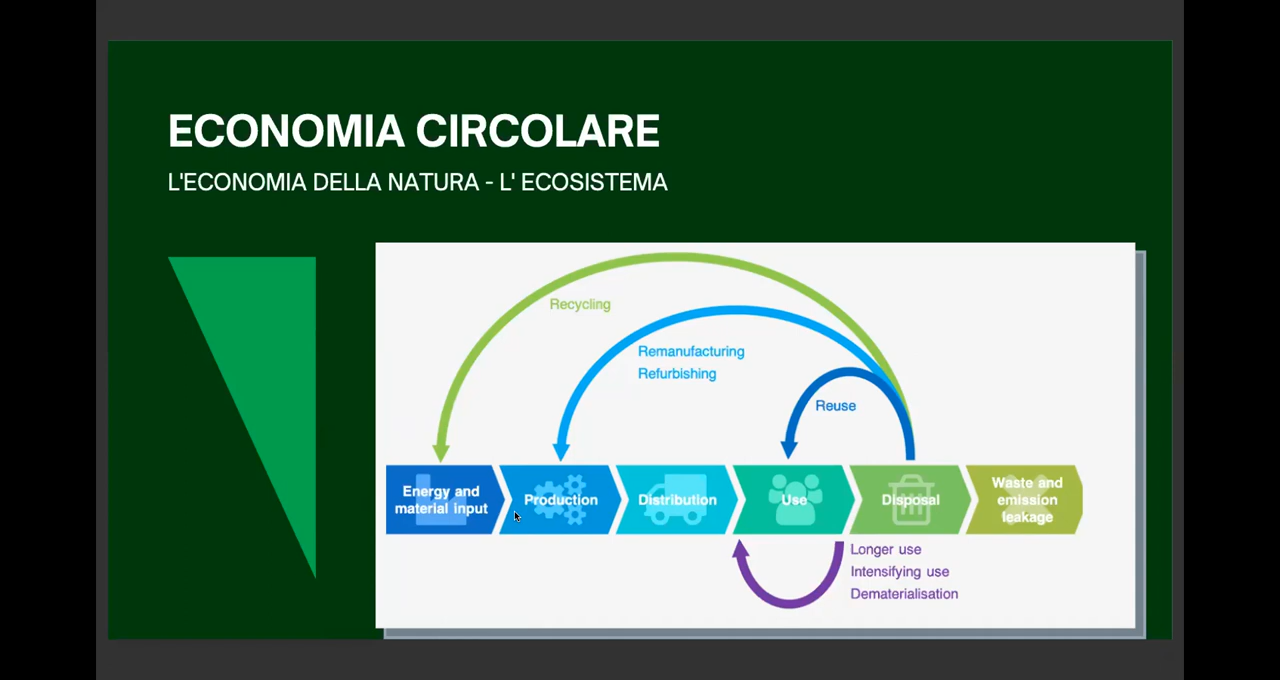 ECONOMIA CIRCOLARE
L'ECONOMIA DELLA NATURA - L' ECOSISTEMA
Recycling
Remanufacturing
Refurbishing
Reuse
Energy and
material input
Production
Distribution
Use
Disposal
Waste and
emission
leakage
Longer use
Intensifying use
Dematerialisation